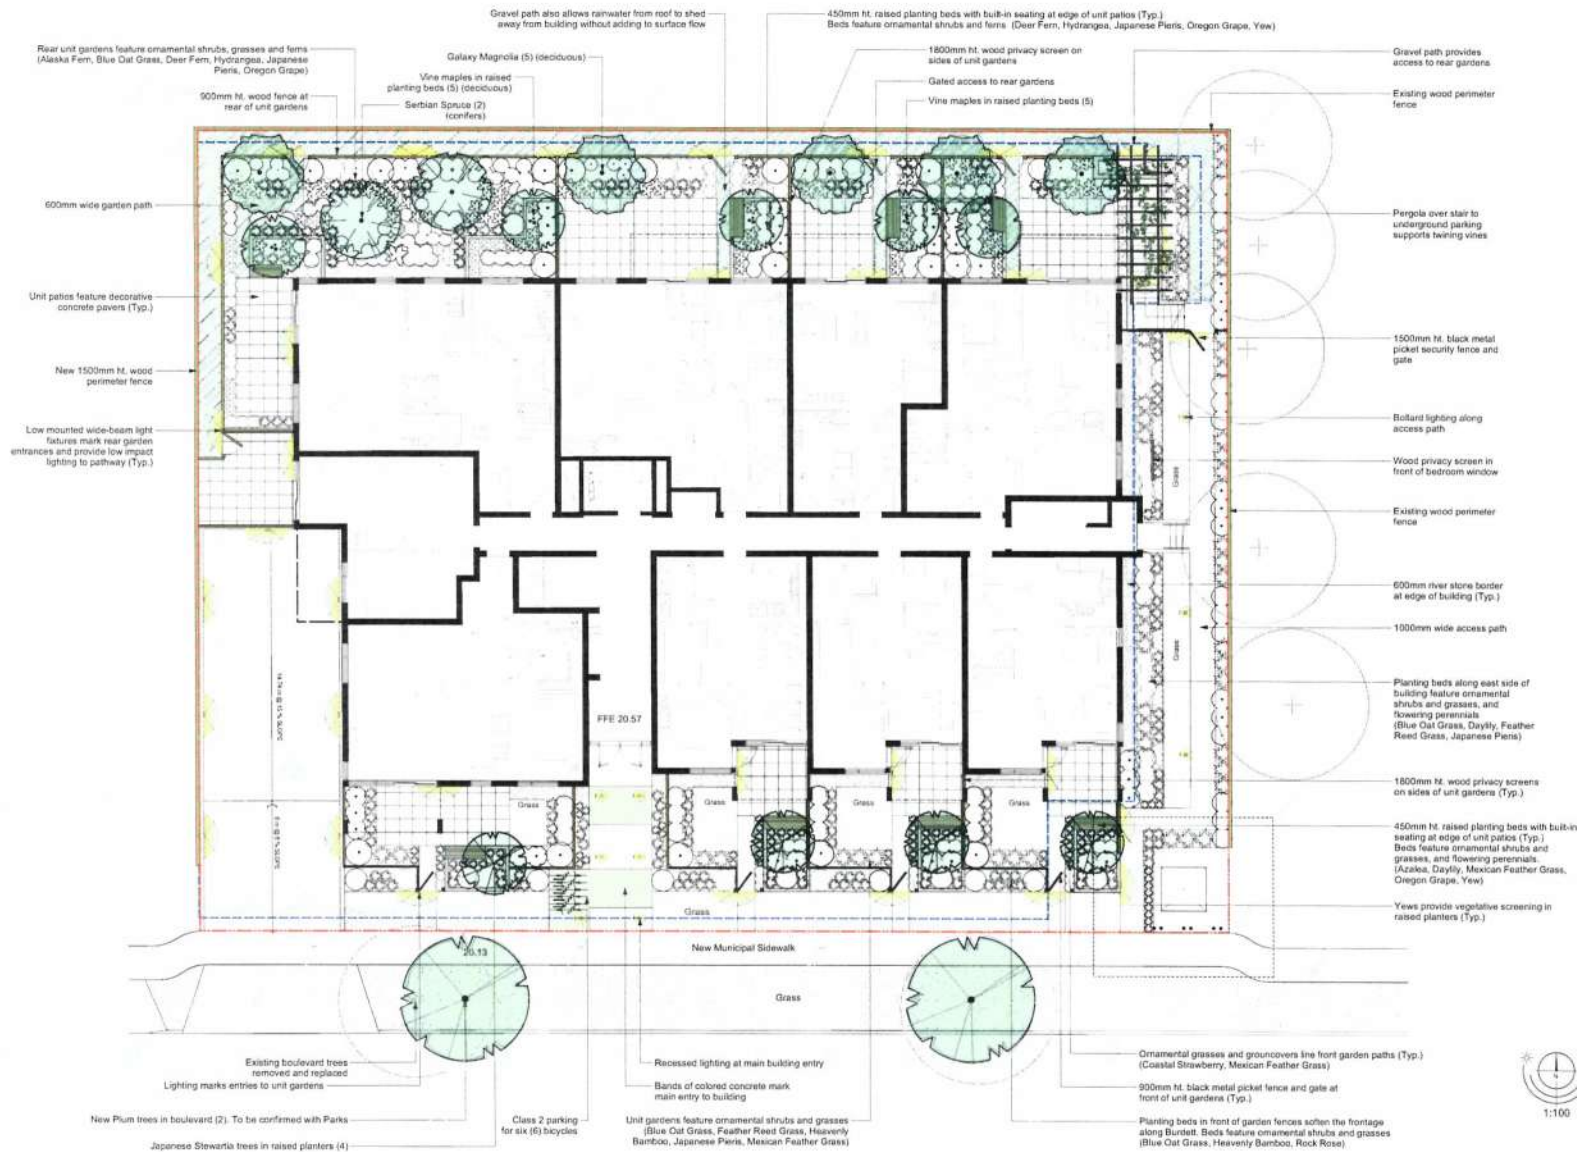 Gravel path also allows rainwater from roof to shed
away from building without adding to surface flow
450mm ht. raised planting beds with built-in seating at edge of unit patios (Typ.)
Beds feature ornamental shrubs and ferns (Deer Fern, Hydrangea, Japanese Pieris, Oregon Grape, Yew)
Rear unit gardens feature ornamental shrubs, grasses and ferns
(Alaska Fern, Blue Oat Grass, Deer Fern, Hydrangea, Japanese
Pieris, Oregon Grape)
Galaxy Magnolia (5) (deciduous)
1800mm ht. wood privacy screen on
sides of unit gardens
Gravel path provides
access to rear gardens
Vine maples in raised
planting beds (5) (deciduous)
Gated access to rear gardens
900mm ht. wood fence at
rear of unit gardens
Serbian Spruce (2)
(conifers)
Vine maples in raised planting beds (5)
Existing wood perimeter
fence
600mm wide garden path
Pergola over stair to
underground parking
supports twining vines
Unit patios feature decorative
concrete pavers (Typ.)
1500mm ht. black metal
picket security fence and
gate
New 1500mm ht. wood
perimeter fence
Bollard lighting along
access path
Low mounted wide-beam light
fixtures mark rear garden
entrances and provide low impact
lighting to pathway (Typ.)
Wood privacy screen in
front of bedroom window
Grass
Existing wood perimeter
fence
600mm river stone border
at edge of building (Typ.)
1000mm wide access path
Grass
Planting beds along east side of
building feature ornamental
shrubs and grasses, and
flowering perennials
(Blue Oat Grass, Daylily, Feather
Reed Grass, Japanese Pieris)
FFE 20.57
1800mm ht. wood privacy screens
on sides of unit gardens (Typ.)
Grass
Grass
Grass
Grass
450mm ht. raised planting beds with built-in
seating at edge of unit patios (Typ.)
Beds feature ornamental shrubs and
grasses, and flowering perennials.
(Azalea, Daylily, Mexican Feather Grass,
Oregon Grape, Yew)
Yews provide vegetative screening in
raised planters (Typ.)
Grass
20.13
New Municipal Sidewalk
Grass
Existing boulevard trees
removed and replaced
Recessed lighting at main building entry
Ornamental grasses and groundcovers line front garden paths (Typ.)
(Coastal Strawberry, Mexican Feather Grass)
Lighting marks entries to unit gardens
Bands of colored concrete mark
main entry to building
900mm ht. black metal picket fence and gate at
front of unit gardens (Typ.)
New Plum trees in boulevard (2). To be confirmed with Parks
Class 2 parking
for six (6) bicycles
Unit gardens feature ornamental shrubs and grasses
(Blue Oat Grass, Feather Reed Grass, Heavenly
Bamboo, Japanese Pieris, Mexican Feather Grass)
Planting beds in front of garden fences soften the frontage
along Burdett. Beds feature ornamental shrubs and grasses
(Blue Oat Grass, Heavenly Bamboo, Rock Rose)
Japanese Stewartia trees in raised planters (4)
1:100